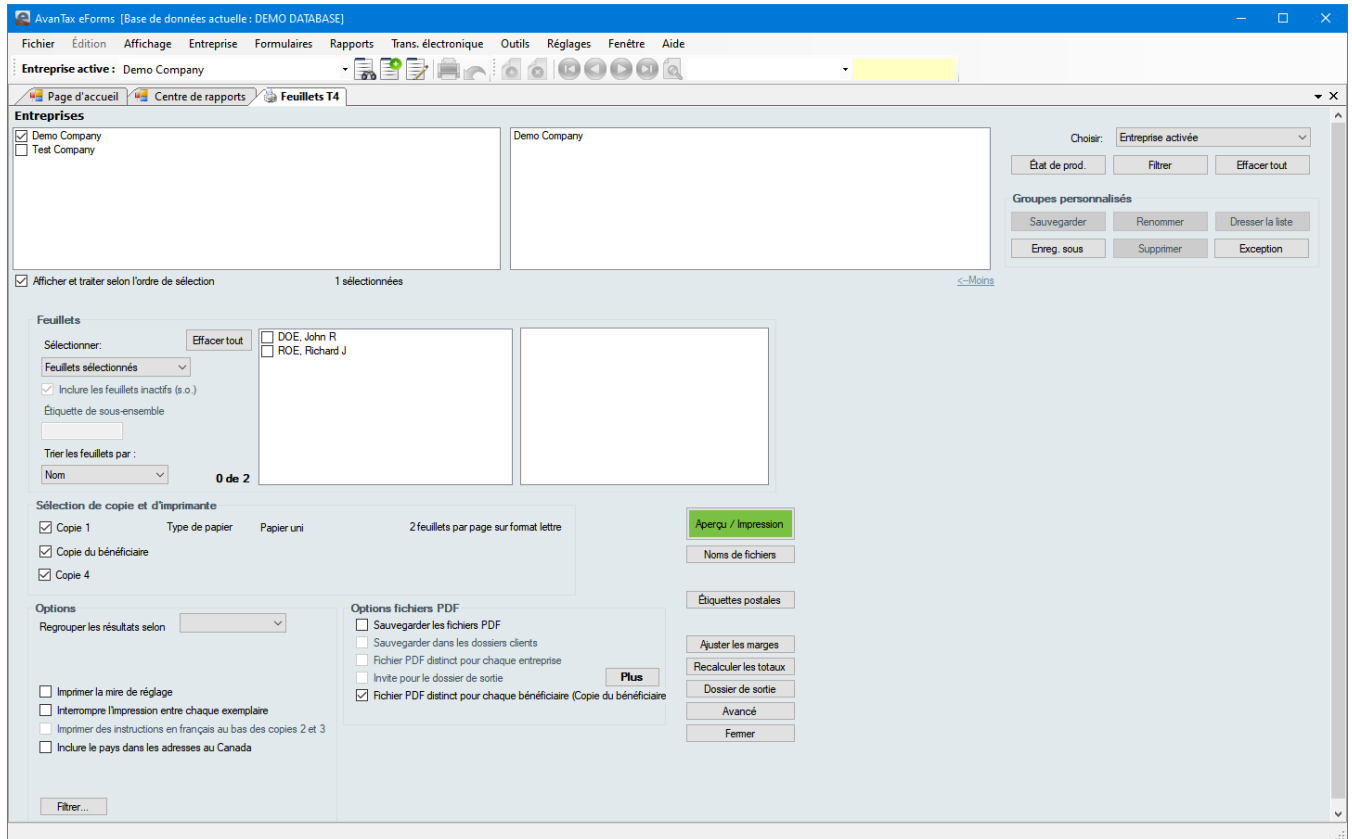 AvanTax eForms [Base de données actuelle : DEMO DATABASE]
Fichier Édition Affichage Entreprise Formulaires Rapports Trans. électronique Outils Réglages Fenêtre Aide
Entreprise active : Demo Company
Page d'accueil Centre de rapports Feuillets T4
Entreprises
Demo Company Demo Company
Test Company
Choisir: Entreprise activée
État de prod. Filtrer Effacer tout
Groupes personnalisés
Sauvegarder Renommer Dresser la liste
Enreg. sous Supprimer Exception
Afficher et traiter selon l'ordre de sélection 1 sélectionnées <--Moins
Feuillets
Sélectionner: Effacer tout
Feuillets sélectionnés
Inclure les feuillets inactifs (s.o.)
Étiquette de sous-ensemble
Trier les feuillets par :
Nom 0 de 2
DOE, John R
ROE, Richard J
Sélection de copie et d'imprimante
Copie 1 Type de papier Papier uni 2 feuillets par page sur format lettre
Copie du bénéficiaire
Copie 4
Aperçu / Impression
Noms de fichiers
Étiquettes postales
Ajuster les marges
Recalculer les totaux
Dossier de sortie
Avancé
Fermer
Options
Regrouper les résultats selon
Imprimer la mire de réglage
Interrompre l'impression entre chaque exemplaire
Imprimer des instructions en français au bas des copies 2 et 3
Inclure le pays dans les adresses au Canada
Filtrer...
Options fichiers PDF
Sauvegarder les fichiers PDF
Sauvegarder dans les dossiers clients
Fichier PDF distinct pour chaque entreprise
Invite pour le dossier de sortie Plus
Fichier PDF distinct pour chaque bénéficiaire (Copie du bénéficiaire